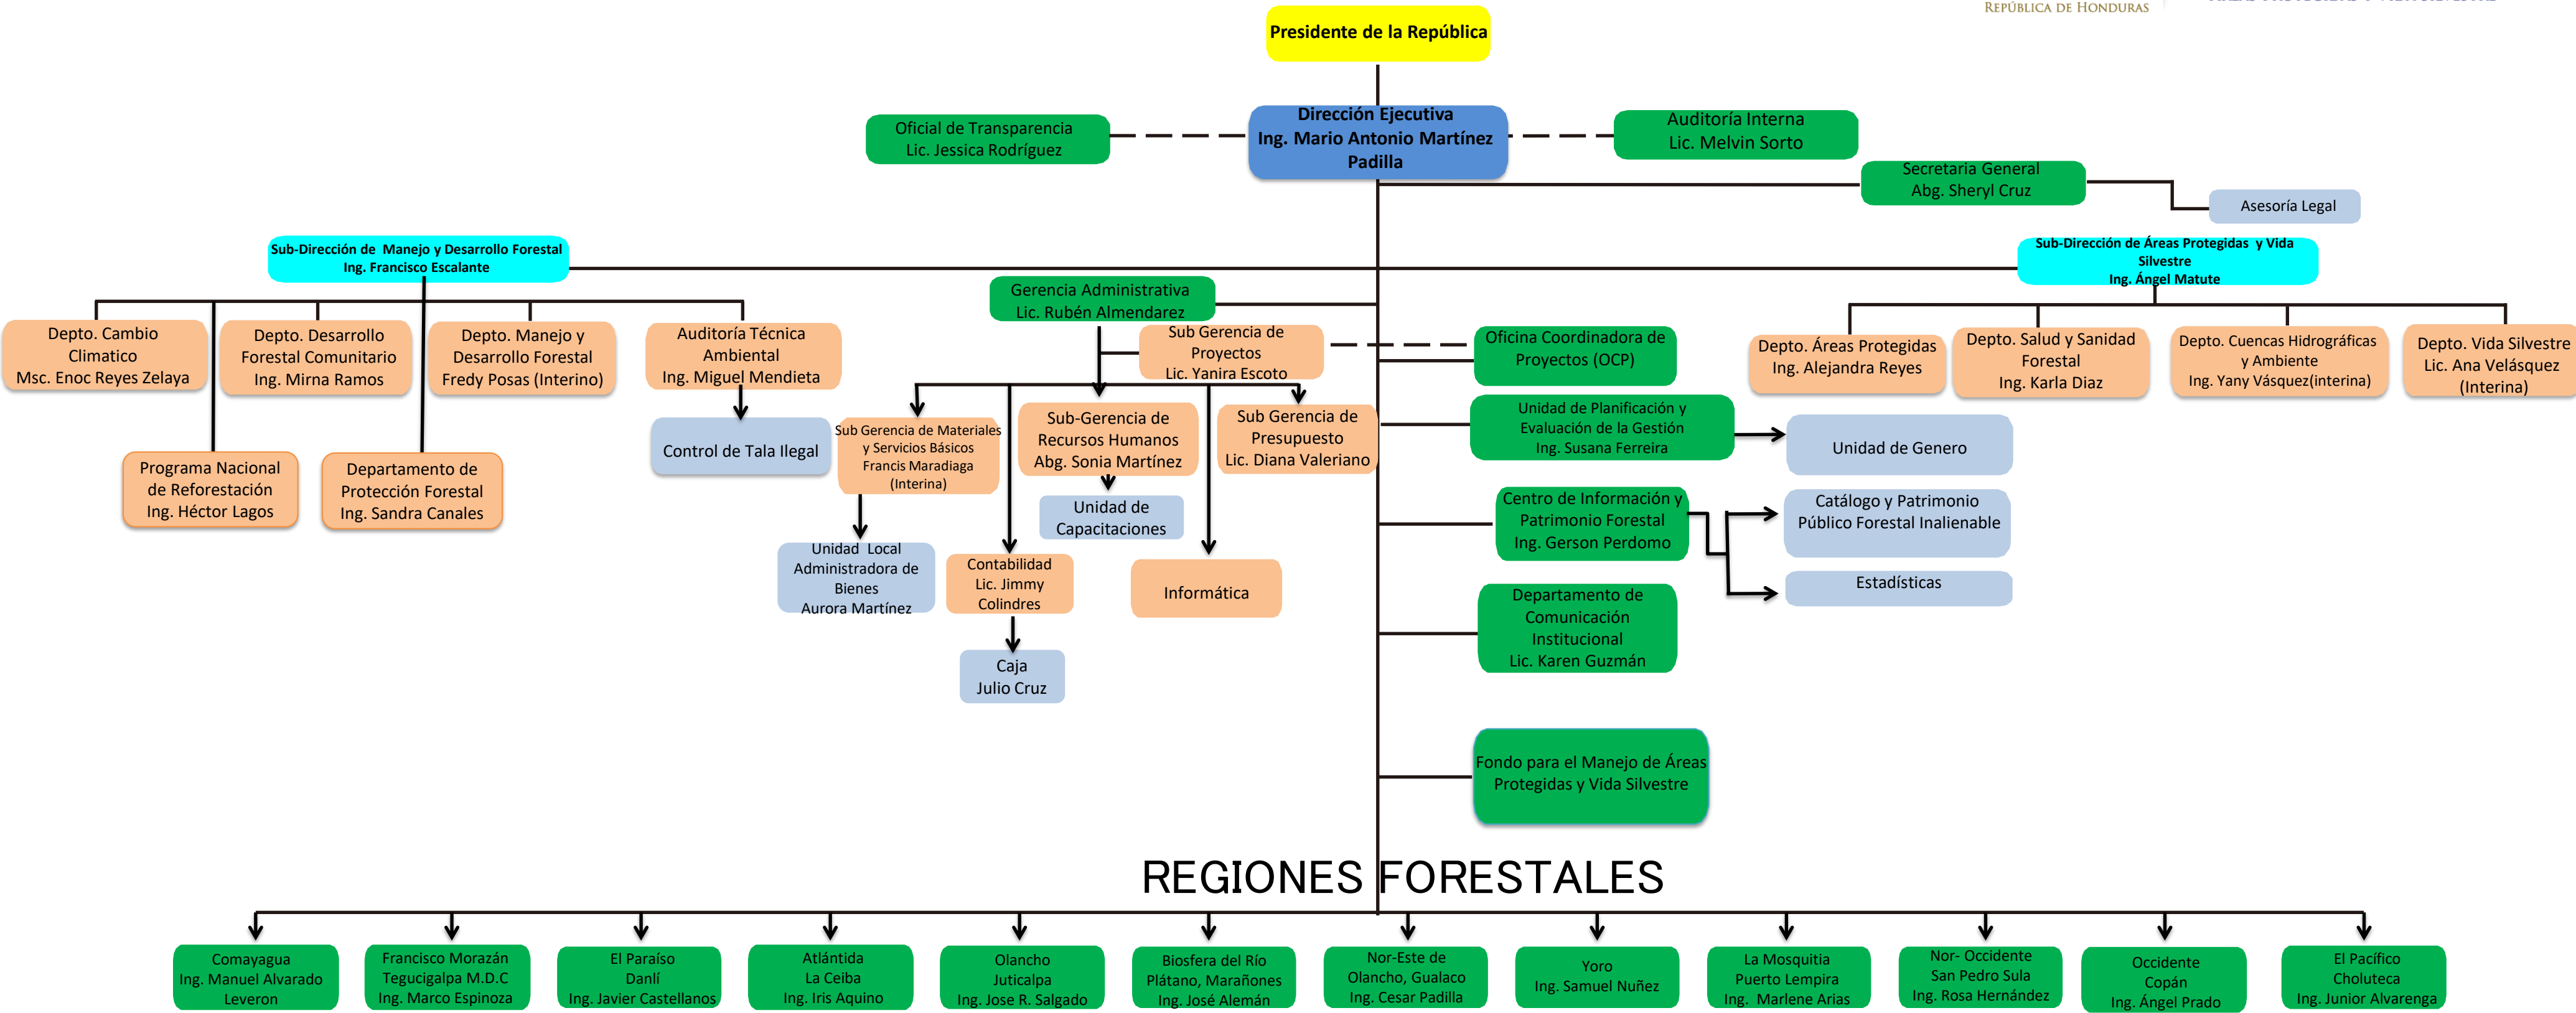 REPÚBLICA DE HONDURAS
Presidente de la República
Dirección Ejecutiva
Ing. Mario Antonio Martínez
Padilla
Oficial de Transparencia
Lic. Jessica Rodríguez
Auditoría Interna
Lic. Melvin Sorto
Secretaria General
Abg. Sheryl Cruz
Asesoría Legal
Sub-Dirección de Manejo y Desarrollo Forestal
Ing. Francisco Escalante
Sub-Dirección de Áreas Protegidas y Vida
Silvestre
Ing. Ángel Matute
Gerencia Administrativa
Lic. Rubén Almendarez
Depto. Cambio
Climatico
Msc. Enoc Reyes Zelaya
Depto. Desarrollo
Forestal Comunitario
Ing. Mirna Ramos
Depto. Manejo y
Desarrollo Forestal
Fredy Posas (Interino)
Auditoría Técnica
Ambiental
Ing. Miguel Mendieta
Sub Gerencia de
Proyectos
Lic. Yanira Escoto
Oficina Coordinadora de
Proyectos (OCP)
Depto. Áreas Protegidas
Ing. Alejandra Reyes
Depto. Salud y Sanidad
Forestal
Ing. Karla Diaz
Depto. Cuencas Hidrográficas
y Ambiente
Ing. Yany Vásquez(interina)
Depto. Vida Silvestre
Lic. Ana Velásquez
(Interina)
Control de Tala Ilegal
Sub Gerencia de Materiales
y Servicios Básicos
Francis Maradiaga
(Interina)
Sub-Gerencia de
Recursos Humanos
Abg. Sonia Martínez
Sub Gerencia de
Presupuesto
Lic. Diana Valeriano
Unidad de Planificación y
Evaluación de la Gestión
Ing. Susana Ferreira
Unidad de Genero
Programa Nacional
de Reforestación
Ing. Héctor Lagos
Departamento de
Protección Forestal
Ing. Sandra Canales
Unidad de
Capacitaciones
Centro de Información y
Patrimonio Forestal
Ing. Gerson Perdomo
Catálogo y Patrimonio
Público Forestal Inalienable
Estadísticas
Unidad Local
Administradora de
Bienes
Aurora Martínez
Contabilidad
Lic. Jimmy
Colindres
Informática
Departamento de
Comunicación
Institucional
Lic. Karen Guzmán
Caja
Julio Cruz
Fondo para el Manejo de Áreas
Protegidas y Vida Silvestre
REGIONES FORESTALES
Comayagua
Ing. Manuel Alvarado
Leveron
Francisco Morazán
Tegucigalpa M.D.C
Ing. Marco Espinoza
El Paraíso
Danlí
Ing. Javier Castellanos
Atlántida
La Ceiba
Ing. Iris Aquino
Olancho
Juticalpa
Ing. Jose R. Salgado
Biosfera del Río
Plátano, Marañones
Ing. José Alemán
Nor-Este de
Olancho, Gualaco
Ing. Cesar Padilla
Yoro
Ing. Samuel Nuñez
La Mosquitia
Puerto Lempira
Ing. Marlene Arias
Nor- Occidente
San Pedro Sula
Ing. Rosa Hernández
Occidente
Copán
Ing. Ángel Prado
El Pacífico
Choluteca
Ing. Junior Alvarenga